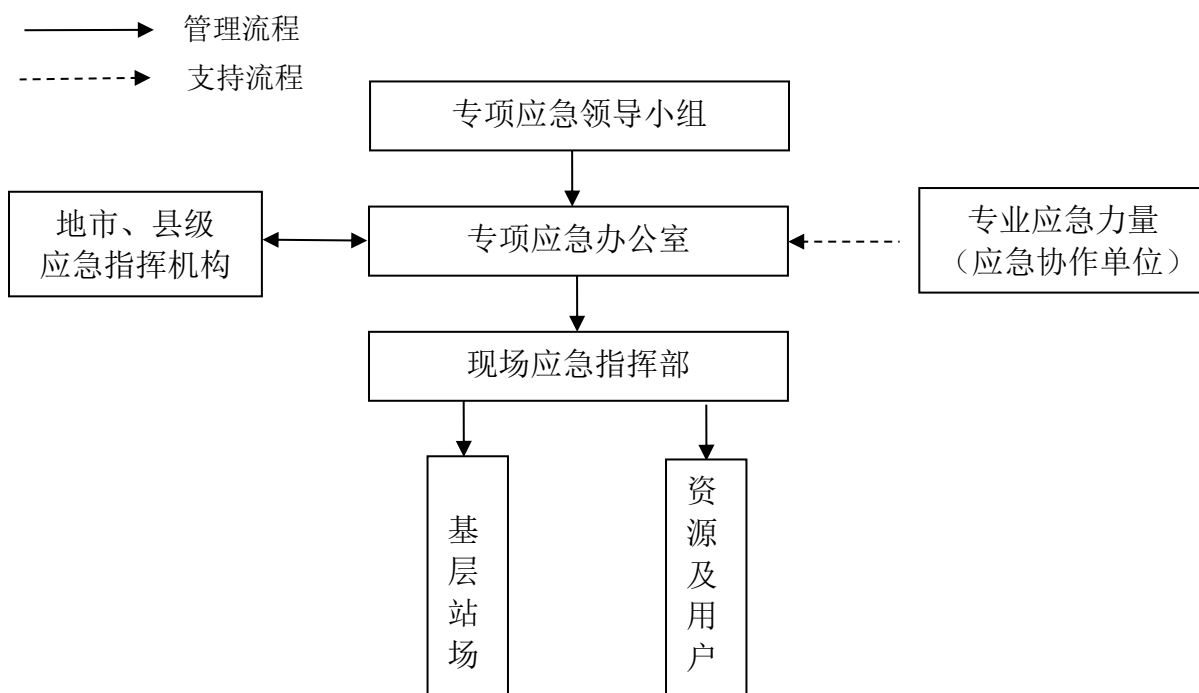 管理流程
支持流程
专项应急领导小组
地市、县级
应急指挥机构
专项应急办公室
专业应急力量
（应急协作单位）
现场应急指挥部
基层站场
资源及用户